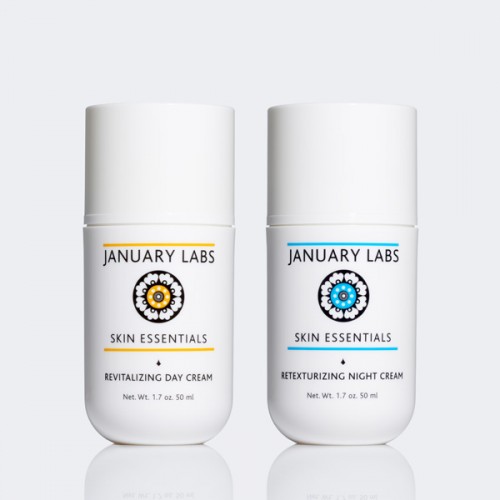 JANUARY LABS
SKIN ESSENTIALS
REVITALIZING DAY CREAM
Net. Wt. 1.7 oz. 50 ml
JANUARY LABS
SKIN ESSENTIALS
RETEXTURIZING NIGHT CREAM
Net. Wt. 1.7 oz. 50 ml